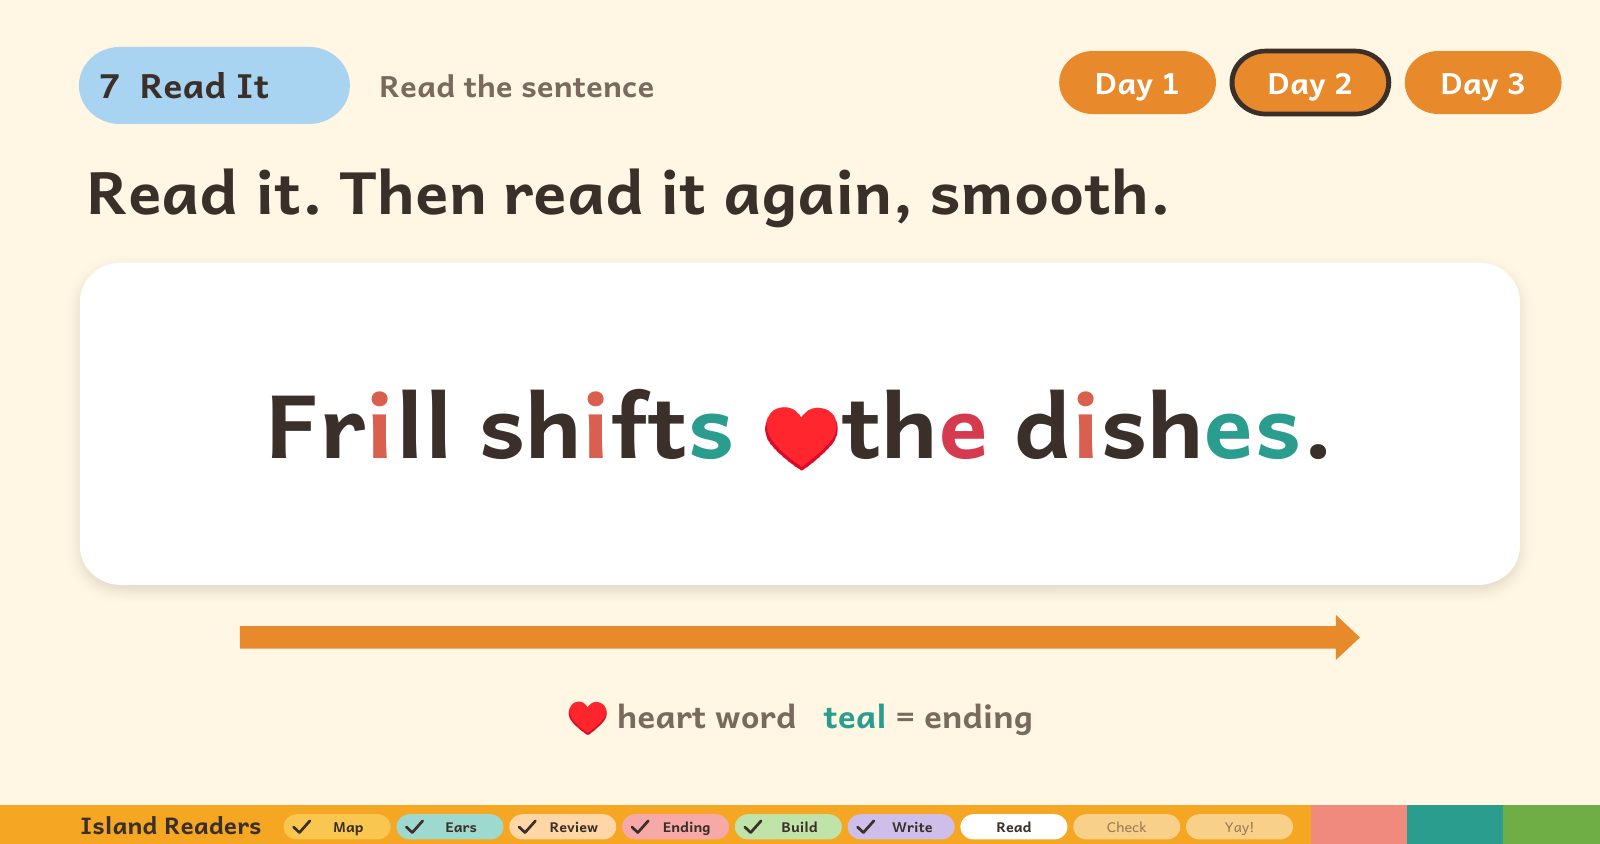 7 Read It Read the sentence Day 1 Day 2 Day 3
Read it. Then read it again, smooth.
Frill shifts the dishes.
heart word teal = ending
Island Readers Map Ears Review Ending Build Write Read Check Yay!